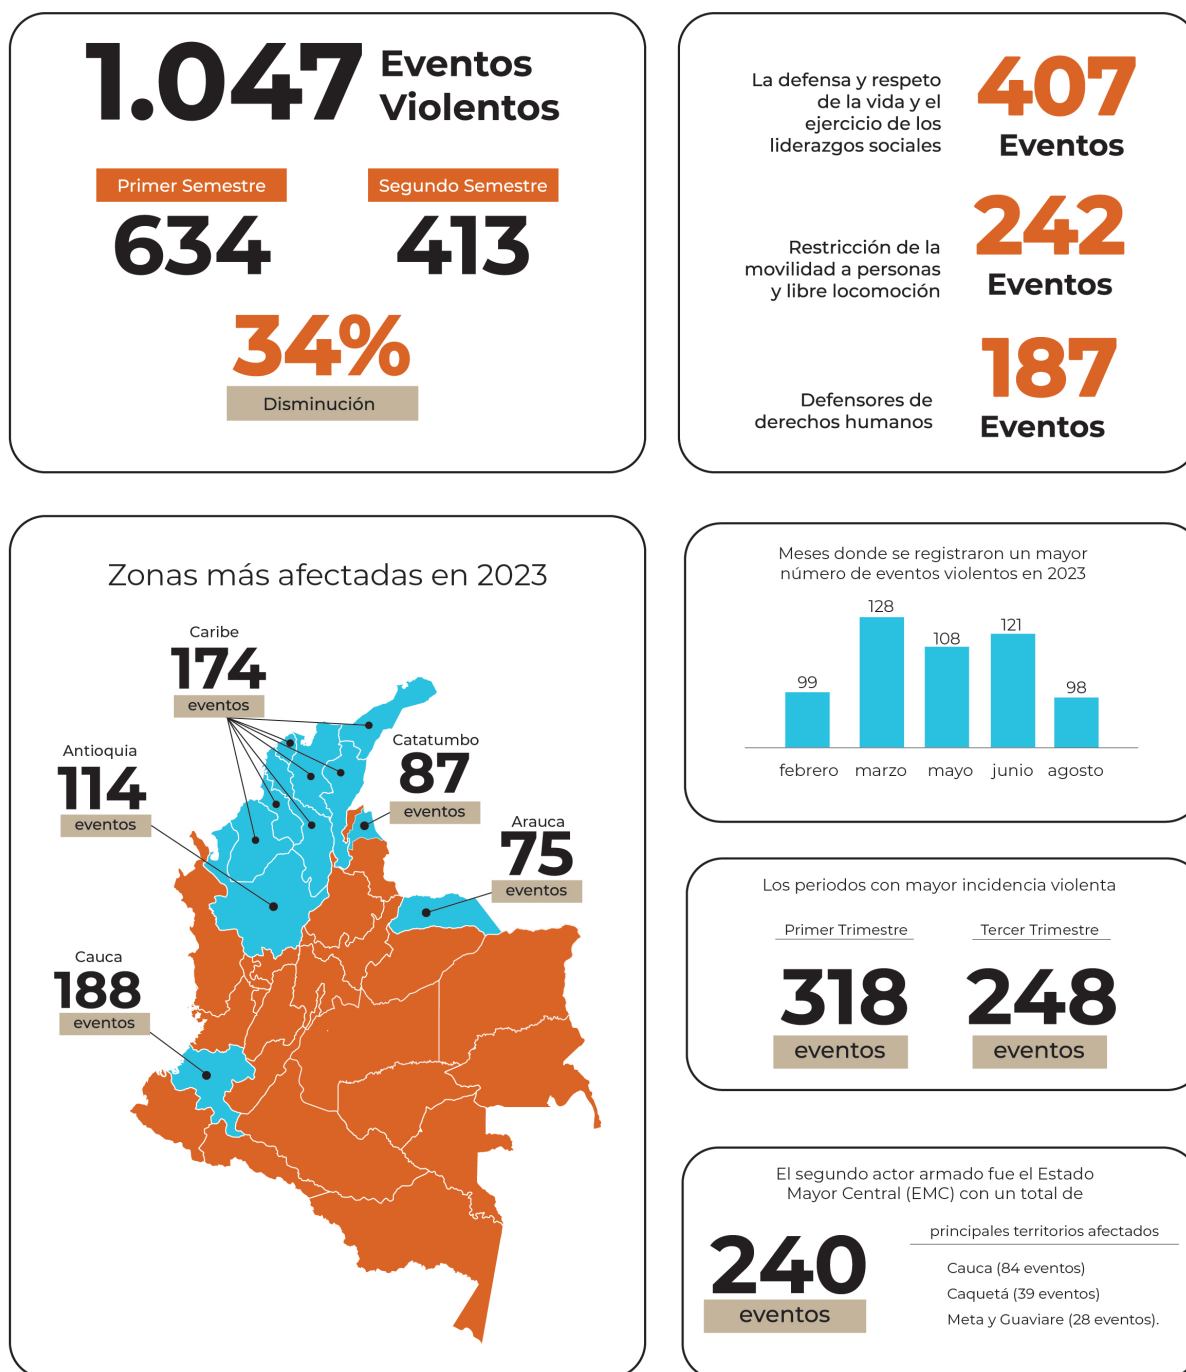 1.047
Eventos
Violentos
Primer Semestre
634
Segundo Semestre
413
34%
Disminución
La defensa y respeto
de la vida y el
ejercicio de los
liderazgos sociales
407
Eventos
Restricción de la
movilidad a personas
y libre locomoción
242
Eventos
Defensores de
derechos humanos
187
Eventos
Zonas más afectadas en 2023
Caribe
174
eventos
Antioquia
114
eventos
Catatumbo
87
eventos
Arauca
75
eventos
Cauca
188
eventos
Meses donde se registraron un mayor
número de eventos violentos en 2023
99
128
108
121
98
febrero marzo mayo junio agosto
Los periodos con mayor incidencia violenta
Primer Trimestre
318
eventos
Tercer Trimestre
248
eventos
El segundo actor armado fue el Estado
Mayor Central (EMC) con un total de
240
eventos
principales territorios afectados
Cauca (84 eventos)
Caquetá (39 eventos)
Meta y Guaviare (28 eventos).